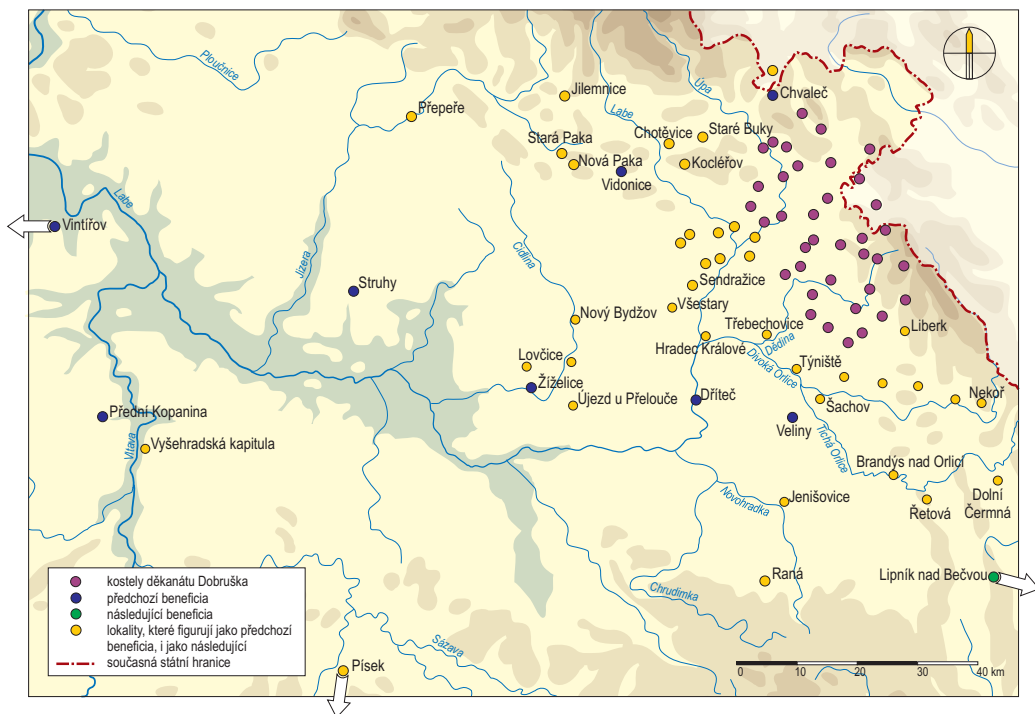 Ploučnice
Úpa
Chvaleč
Jilemnice
Labe
Přepeře
Chotěvice
Staré Buky
Stará Paka
Nová Paka
Kocléřov
Vidonice
Labe
Vintířov
Jizera
Cidlina
Struhy
Sendražice
Všestary
Nový Bydžov
Třebechovice
Liberk
Hradec Králové
Dědina
Divoká Orlice
Lovčice
Týniště
Žíželice
Újezd u Přelouče
Dříteč
Šachov
Nekoř
Přední Kopanina
Veliny
Vltava
Vyšehradská kapitula
Tichá Orlice
Brandýs nad Orlicí
Dolní
Čermná
Novohradka
Jenišovice
Řetová
Raná
Lipník nad Bečvou
Chrudimka
kostely děkanátu Dobruška
předchozí beneficia
následující beneficia
lokality, které figurují jako předchozí
beneficia, i jako následující
současná státní hranice
Sázava
Písek
0 10 20 30 40 km